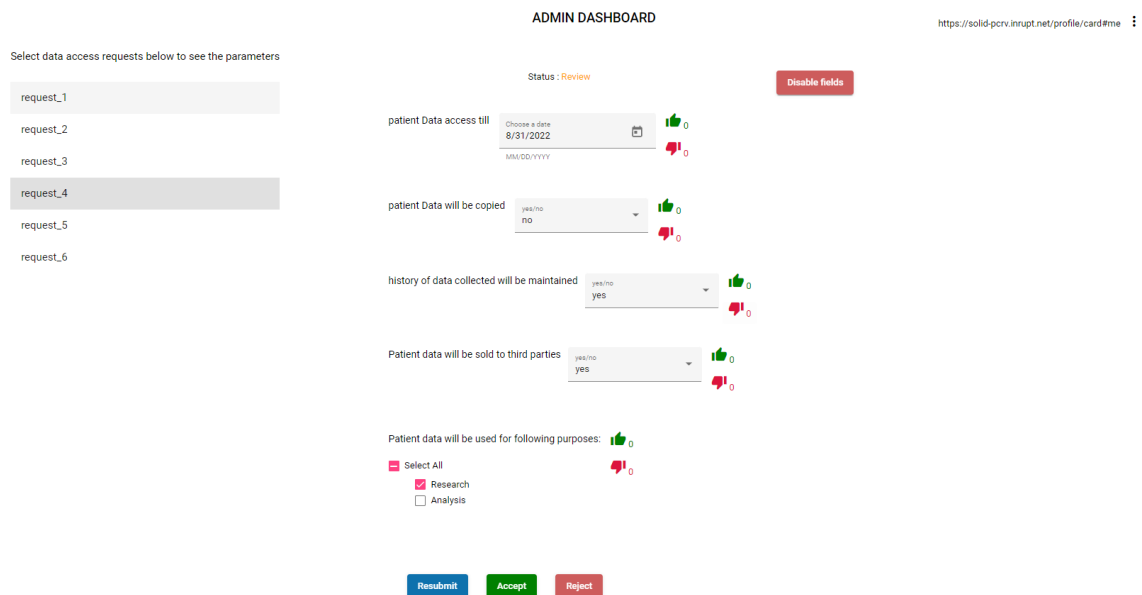 ADMIN DASHBOARD
https://solid-pcrv.inrupt.net/profile/card#me
Select data access requests below to see the parameters
request_1
request_2
request_3
request_4
request_5
request_6
Status : Review
Disable fields
patient Data access till
Choose a date
8/31/2022
MM/DD/YYYY
0
0
patient Data will be copied
yes/no
no
0
0
history of data collected will be maintained
yes/no
yes
0
0
Patient data will be sold to third parties
yes/no
yes
0
0
Patient data will be used for following purposes:
0
0
Select All
Research
Analysis
Resubmit
Accept
Reject